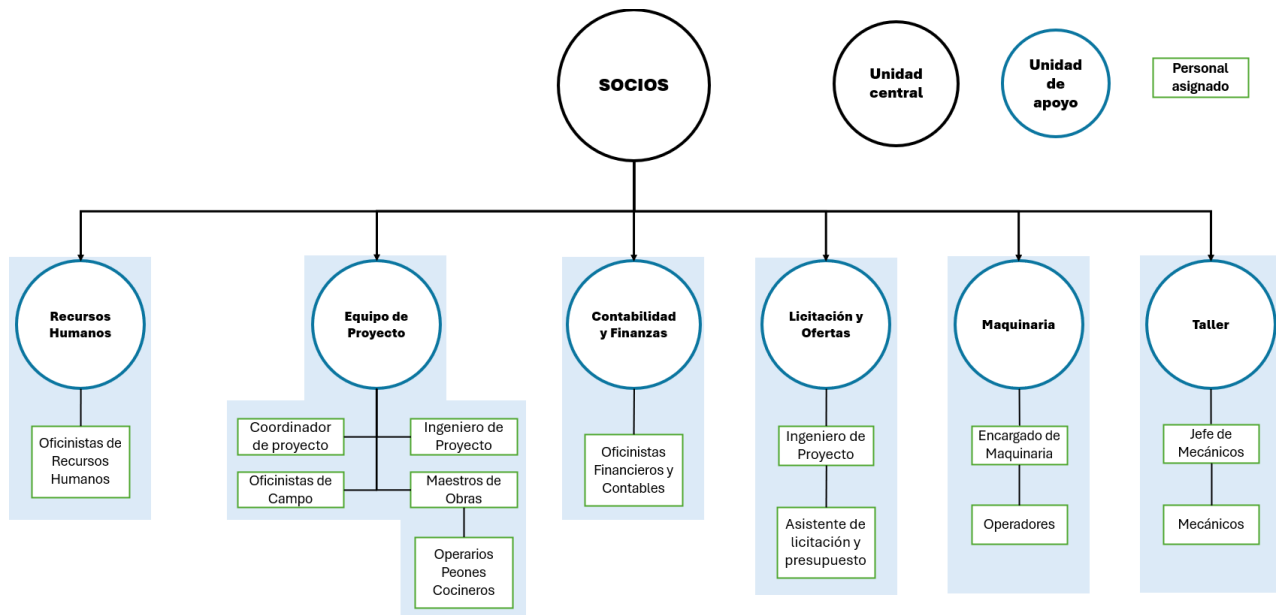 SOCIOS
Unidad
central
Unidad
de
apoyo
Personal
asignado
Recursos
Humanos
Equipo de
Proyecto
Contabilidad
y Finanzas
Licitación y
Ofertas
Maquinaria
Taller
Oficinistas de
Recursos
Humanos
Coordinador
de proyecto
Ingeniero de
Proyecto
Oficinistas de
Campo
Maestros de
Obras
Operarios
Peones
Cocineros
Oficinistas
Financieros y
Contables
Ingeniero de
Proyecto
Asistente de
licitación y
presupuesto
Encargado de
Maquinaria
Operadores
Jefe de
Mecánicos
Mecánicos